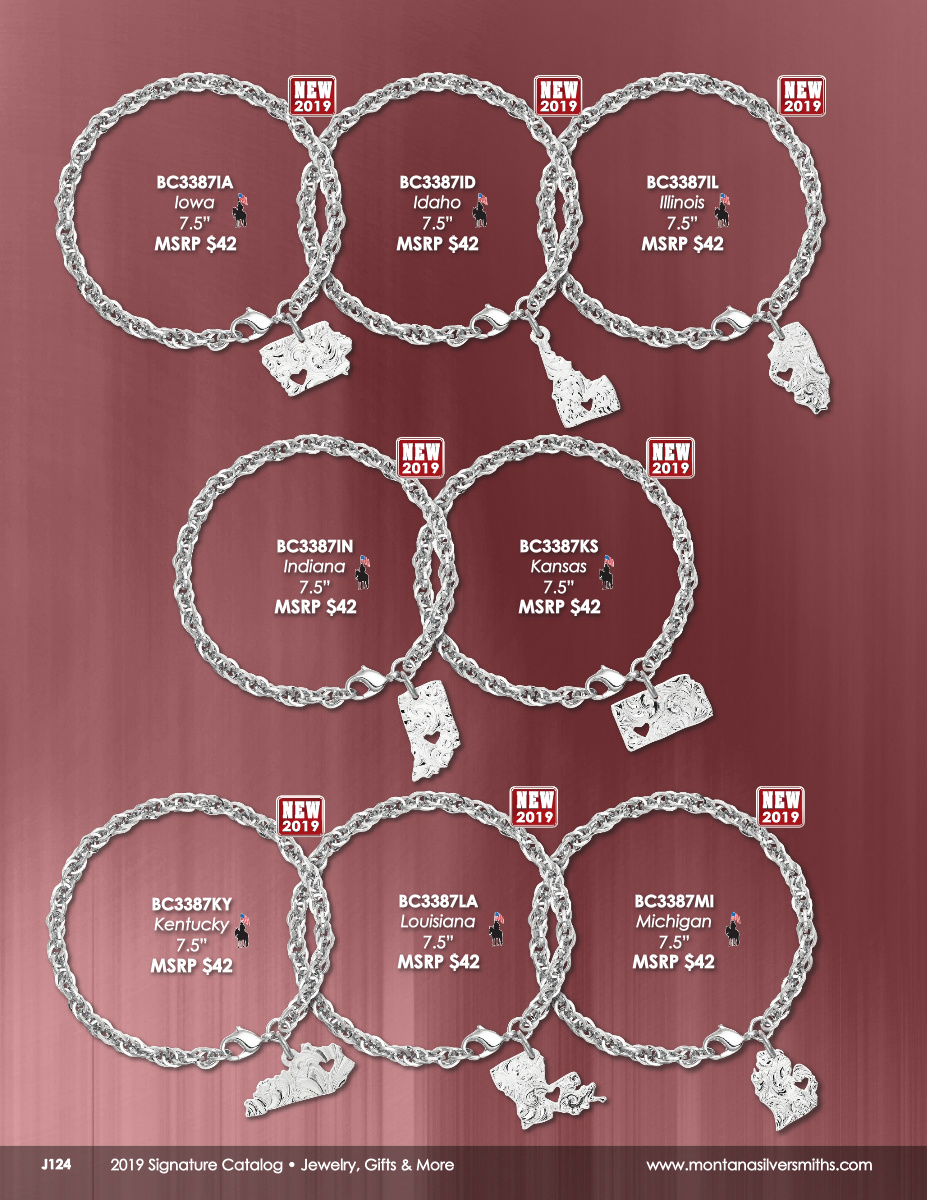 NEW
2019
NEW
2019
NEW
2019
BC3387IA
Iowa
7.5"
MSRP $42
BC3387ID
Idaho
7.5"
MSRP $42
BC3387IL
Illinois
7.5"
MSRP $42
NEW
2019
NEW
2019
BC3387IN
Indiana
7.5"
MSRP $42
BC3387KS
Kansas
7.5"
MSRP $42
NEW
2019
NEW
2019
NEW
2019
BC3387KY
Kentucky
7.5"
MSRP $42
BC3387LA
Louisiana
7.5"
MSRP $42
BC3387MI
Michigan
7.5"
MSRP $42
J124 2019 Signature Catalog • Jewelry, Gifts & More www.montanasilversmiths.com